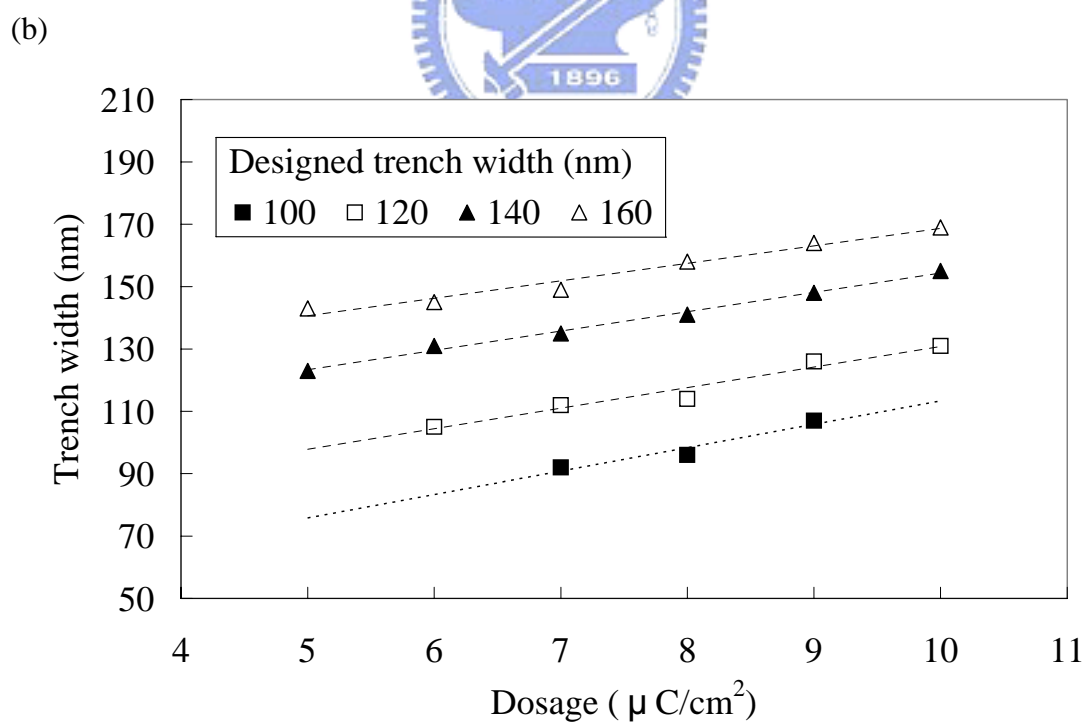 (b)
1896
210
190
170
150
130
110
90
70
50
Trench width (nm)
Designed trench width (nm)
■ 100 □ 120 ▲ 140 △ 160
4 5 6 7 8 9 10 11
Dosage ( μ C/cm²)